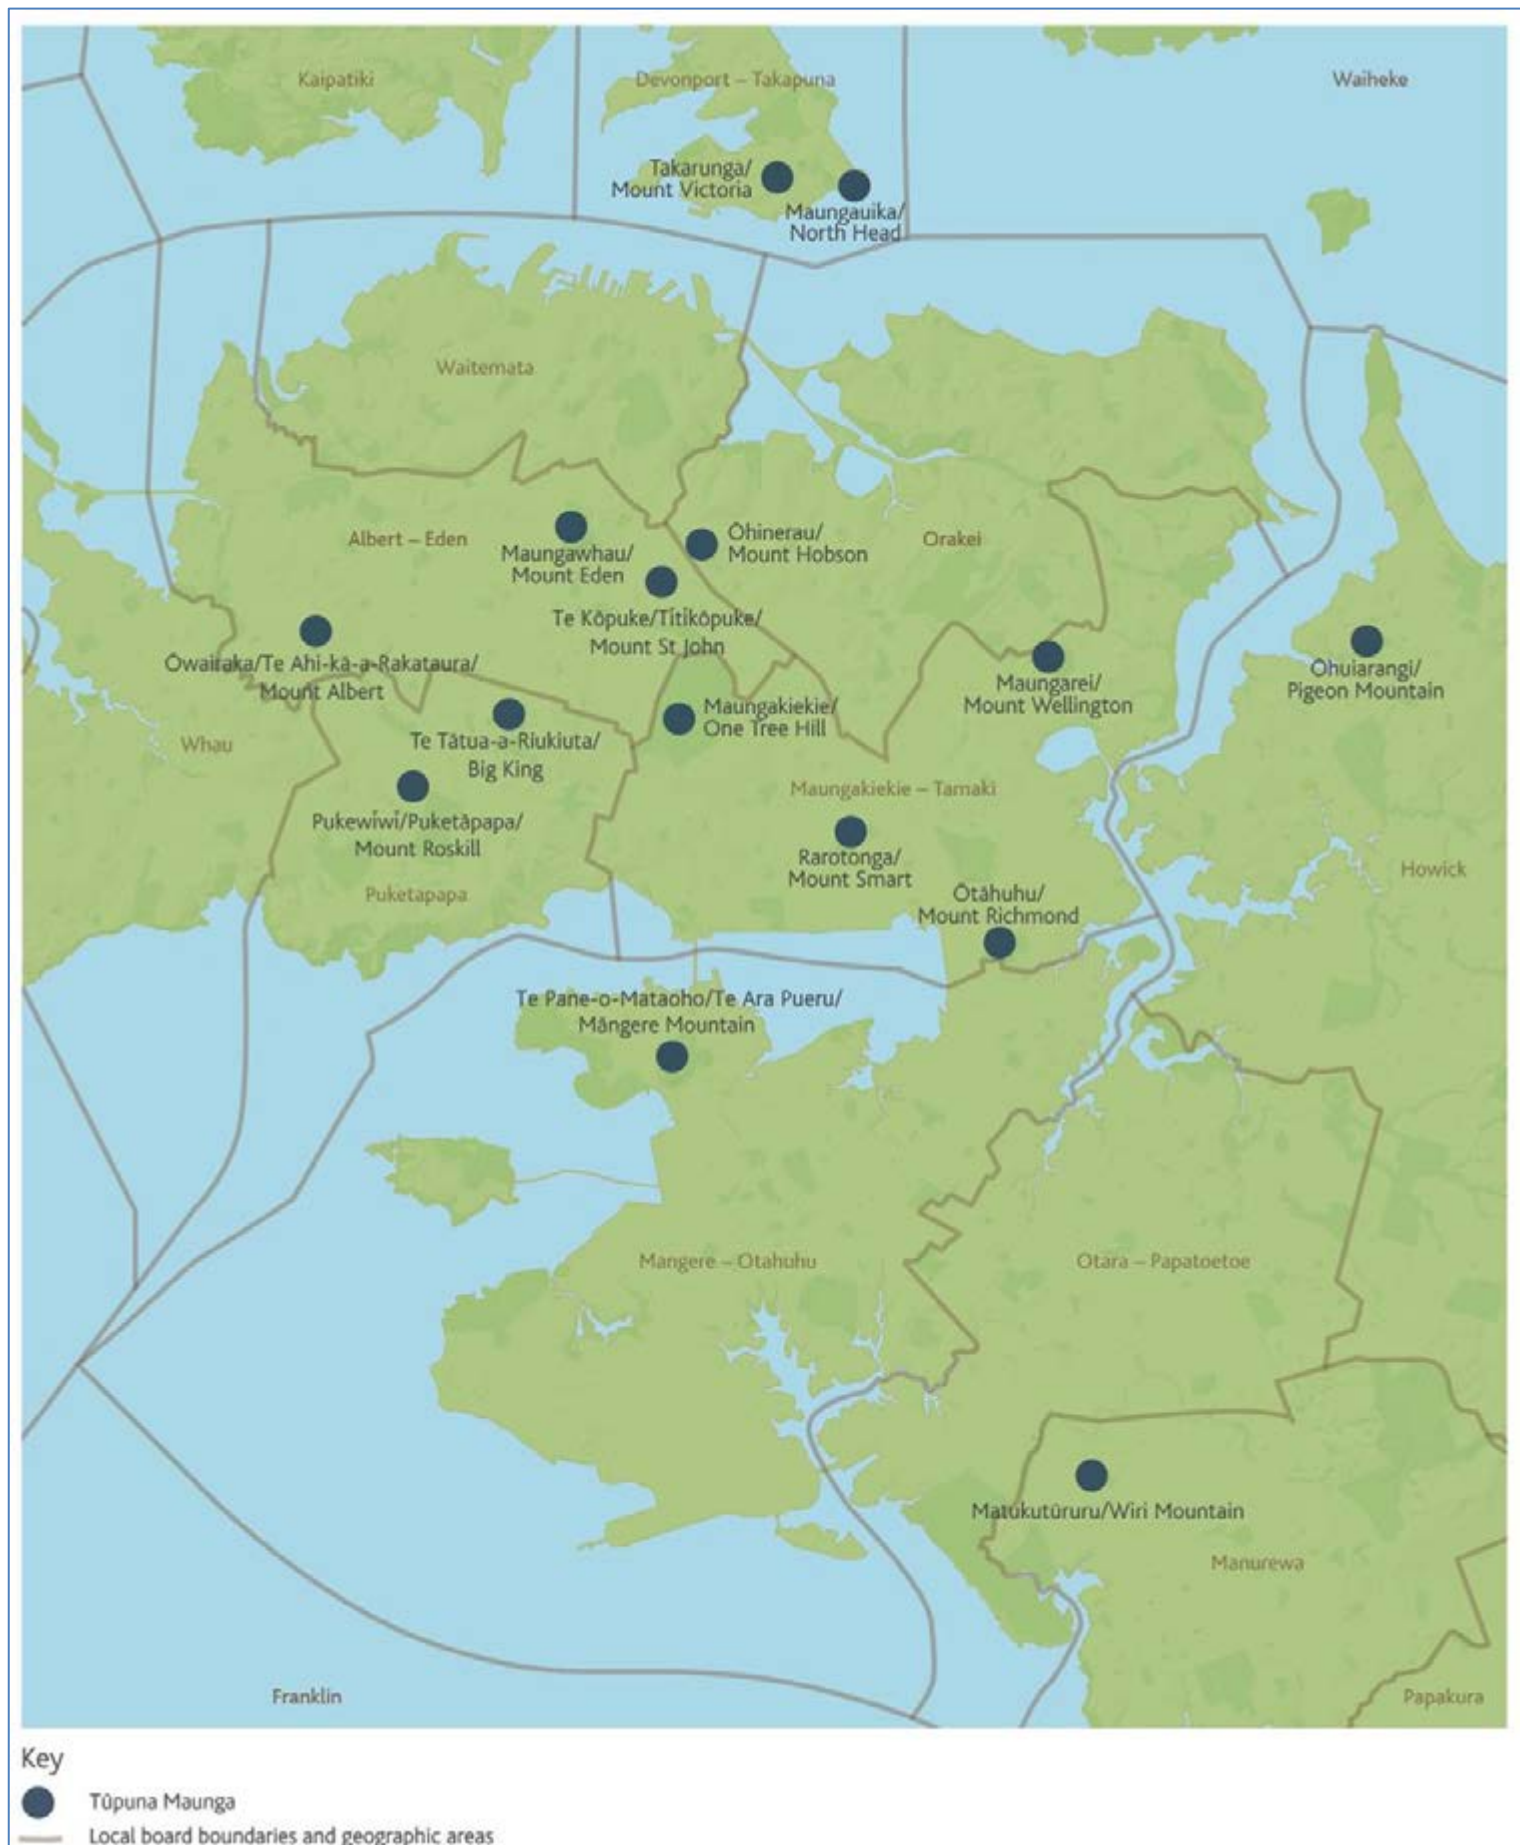 Kaipatiki
Devonport – Takapuna
Waiheke
Takarunga/
Mount Victoria
Maungauika/
North Head
Waitemata
Albert – Eden
Maungawhau/
Mount Eden
Ōhinerau/
Mount Hobson
Orakei
Te Kōpuke/Tītīkōpuke/
Mount St John
Ōwairaka/Te Ahi-kā-a-Rakataura/
Mount Albert
Maungarei/
Mount Wellington
Ōhuiarangi/
Pigeon Mountain
Maungakiekie/
One Tree Hill
Whau
Te Tātua-a-Riukiuta/
Big King
Maungakiekie – Tamaki
Pukewīwī/Puketāpapa/
Mount Roskill
Rarotonga/
Mount Smart
Howick
Puketapapa
Ōtāhuhu/
Mount Richmond
Te Pane-o-Mataoho/Te Ara Pueru/
Māngere Mountain
Mangere – Otahuhu
Otara – Papatoetoe
Matukutūruru/Wiri Mountain
Manurewa
Franklin
Papakura
Key
Tūpuna Maunga
Local board boundaries and geographic areas